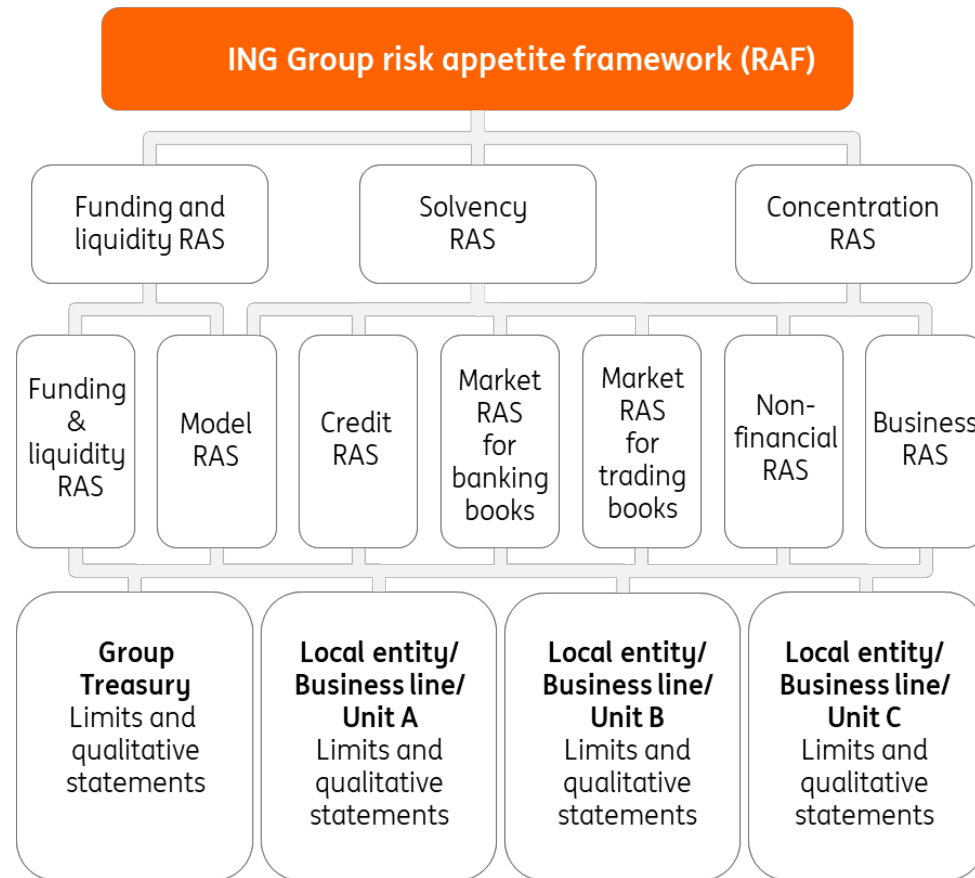 ING Group risk appetite framework (RAF)
Funding and
liquidity RAS
Solvency
RAS
Concentration
RAS
Funding
&
liquidity
RAS
Model
RAS
Credit
RAS
Market
RAS
for
banking
books
Market
RAS
for
trading
books
Non-
financial
RAS
Business
RAS
Group
Treasury
Limits and
qualitative
statements
Local entity/
Business line/
Unit A
Limits and
qualitative
statements
Local entity/
Business line/
Unit B
Limits and
qualitative
statements
Local entity/
Business line/
Unit C
Limits and
qualitative
statements